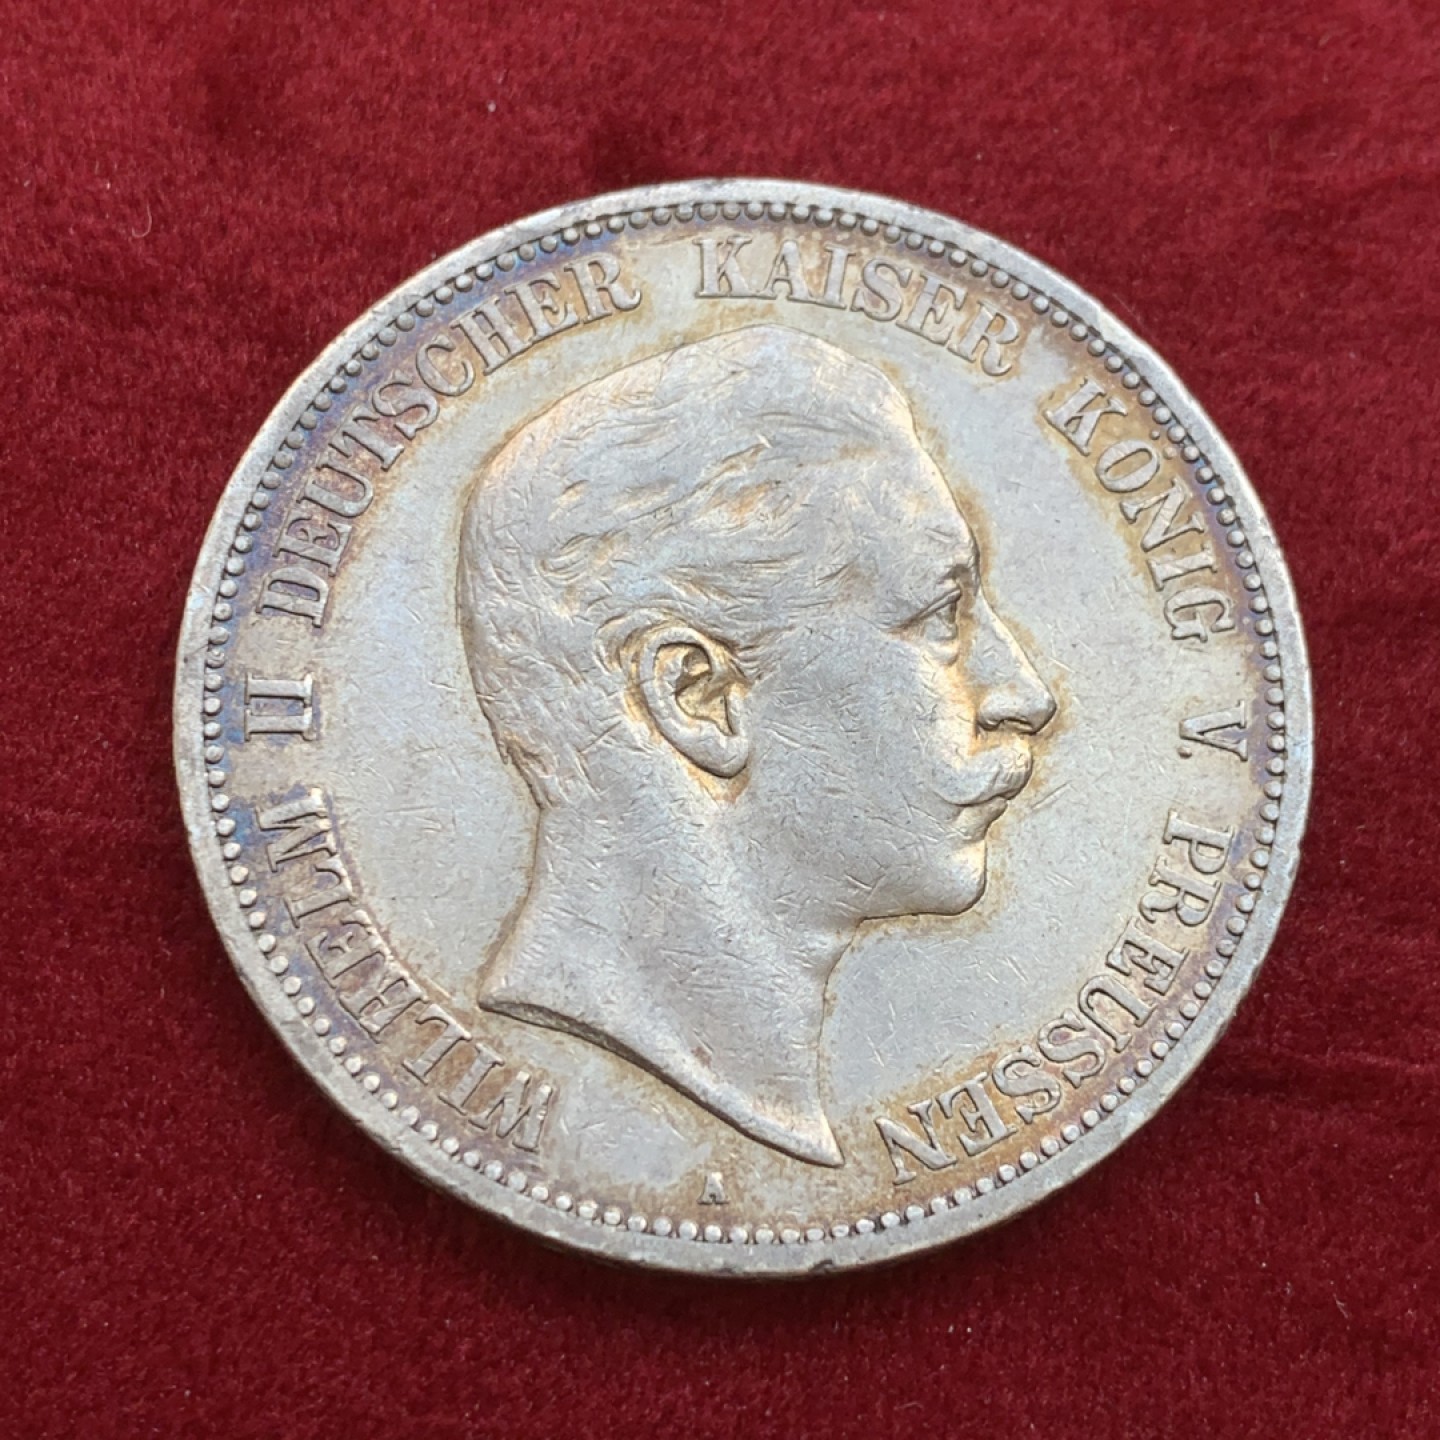 WILHELM II DEUTSCHER KAISER KÖNIG V. PREUSSEN
A